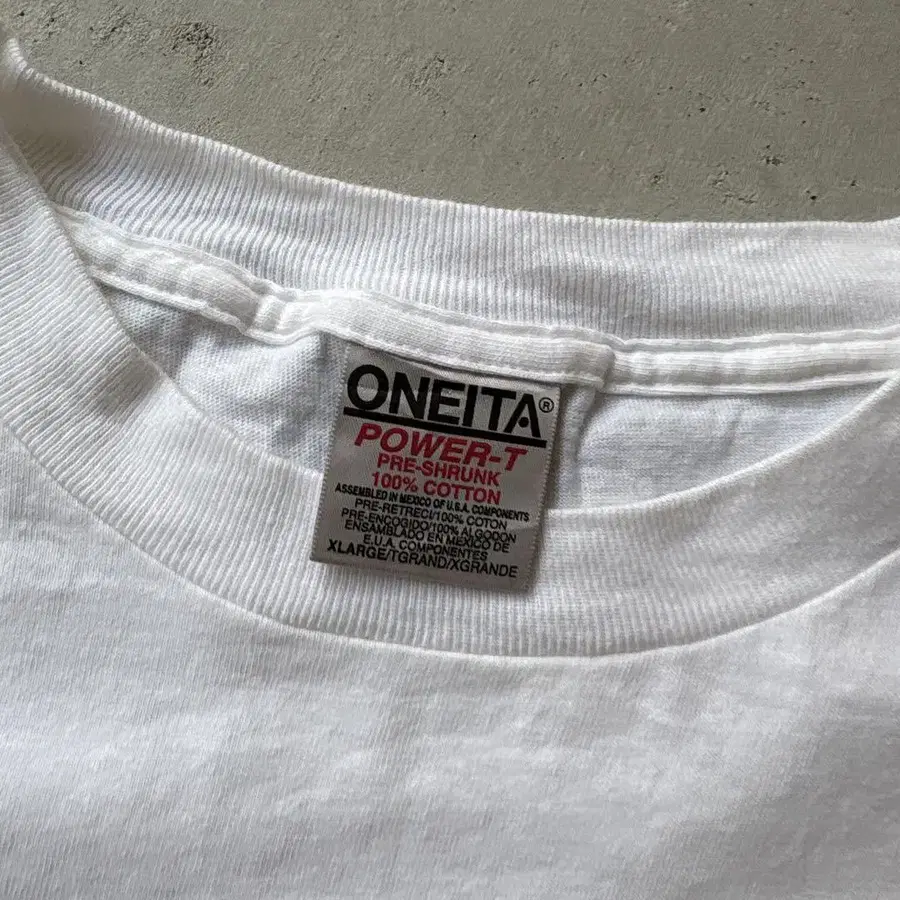 ONEITA®
POWER-T
PRE-SHRUNK
100% COTTON
ASSEMBLED IN MEXICO OF U.S.A. COMPONENTS
PRE-RETRECI/100% COTON
PRE-ENCOGIDO/100% ALGODON
ENSAMBLADO EN MEXICO DE
E.U.A. COMPONENTES
XLARGE/TGRAND/XGRANDE